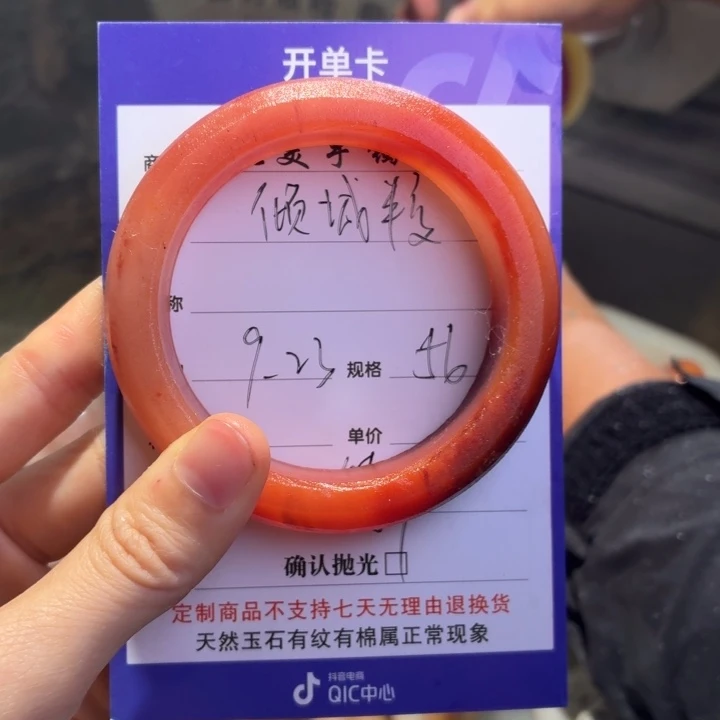 开单卡
商
倾城
称
9-23 规格 56
单价
确认抛光
定制商品不支持七天无理由退换货
天然玉石有纹有棉属正常现象
抖音电商
QIC中心